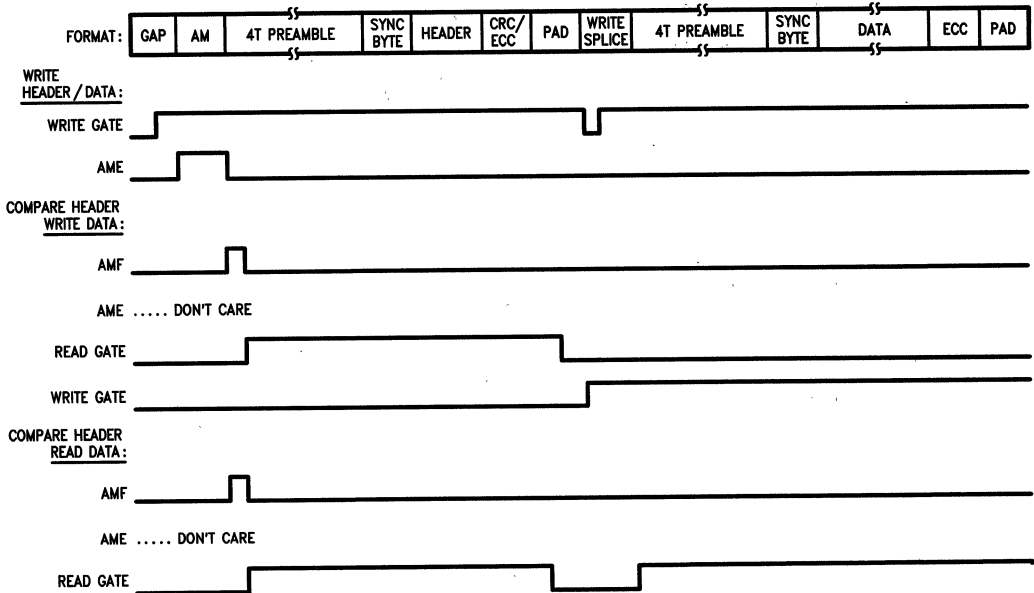 FORMAT: GAP AM 4T PREAMBLE SYNC BYTE HEADER CRC/ ECC PAD WRITE SPLICE 4T PREAMBLE SYNC BYTE DATA ECC PAD
WRITE
HEADER/DATA:
WRITE GATE
AME
COMPARE HEADER
WRITE DATA:
AMF
AME ..... DON'T CARE
READ GATE
WRITE GATE
COMPARE HEADER
READ DATA:
AMF
AME ..... DON'T CARE
READ GATE